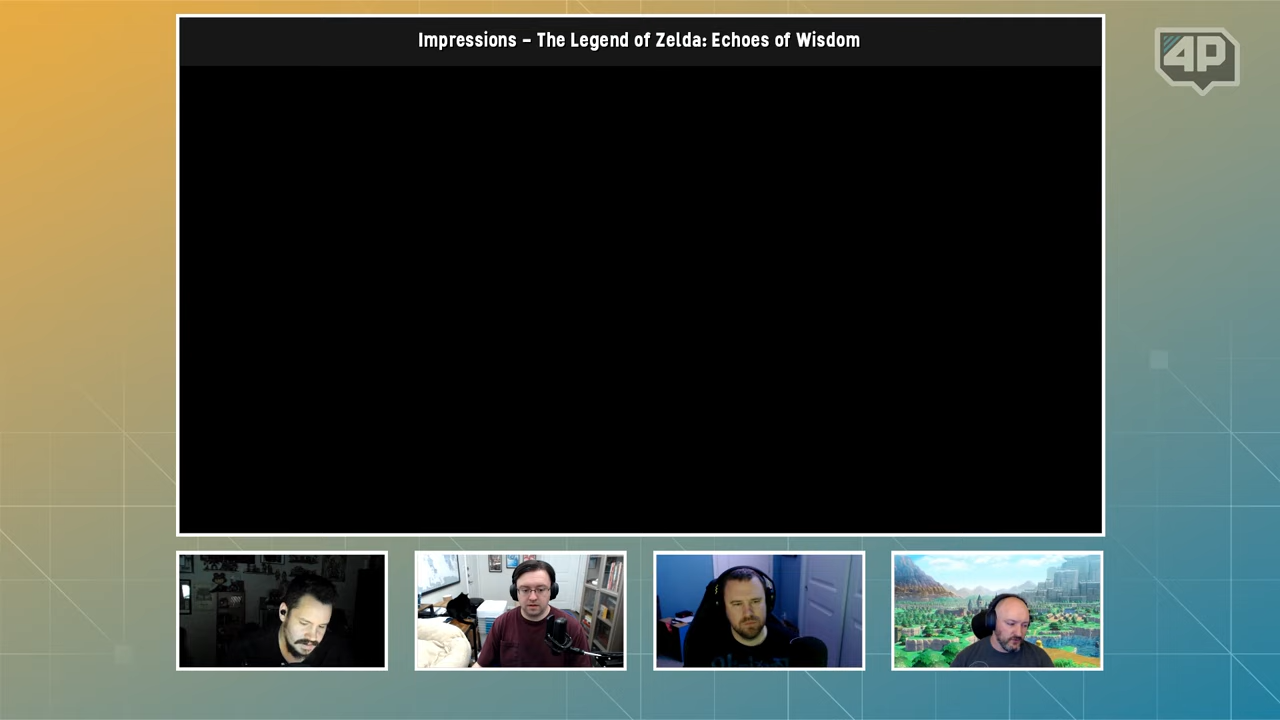 Impressions – The Legend of Zelda: Echoes of Wisdom
4P